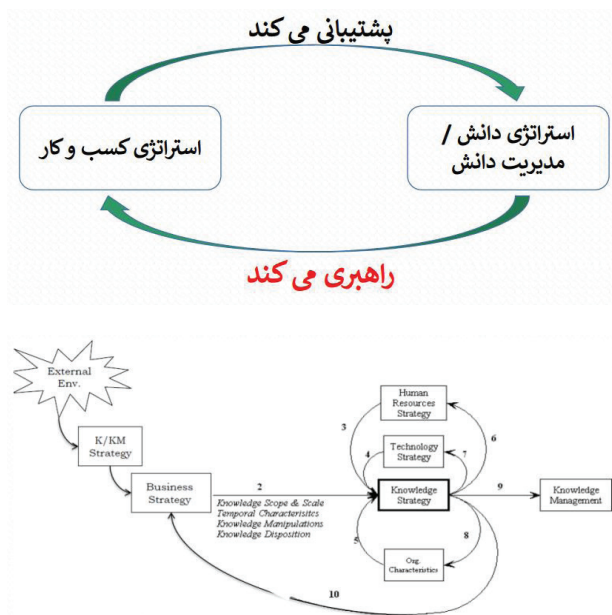 پشتیبانی می کند
استراتژی دانش /
مدیریت دانش
استراتژی کسب و کار
راهبری می کند
External
Env.
K/KM
Strategy
Business
Strategy
2
Knowledge Scope & Scale
Temporal Characterisitcs
Knowledge Manipulations
Knowledge Disposition
Human
Resources
Strategy
3
6
Technology
Strategy
4
7
Knowledge
Strategy
9
Knowledge
Management
5
8
Org.
Characteristics
10